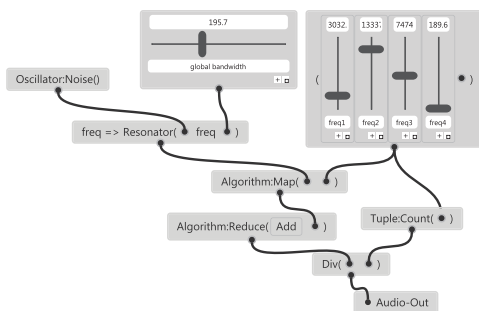 195.7
global bandwidth
+
3032.
1333
7474
189.6
( )
freq1
freq2
freq3
freq4
+ + + +
Oscillator:Noise()
freq => Resonator( freq )
Algorithm:Map( )
Algorithm:Reduce( Add )
Tuple:Count( )
Div( )
Audio-Out